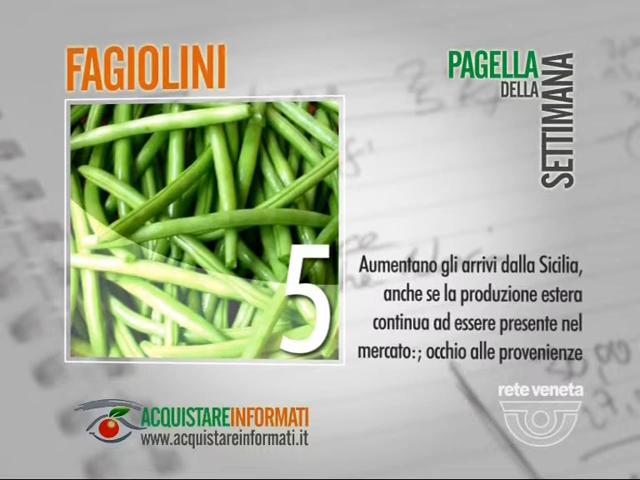 FAGIOLINI
PAGELLA
DELLA
SETTIMANA
5
Aumentano gli arrivi dalla Sicilia,
anche se la produzione estera
continua ad essere presente nel
mercato:; occhio alle provenienze
rete veneta
ACQUISTAREINFORMATI
www.acquistareinformati.it